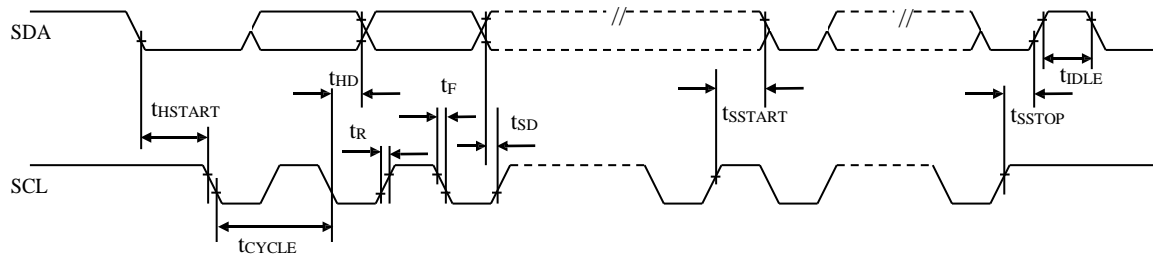 SDA
tHD
tF
tIDLE
tHSTART
tSSTART
tSSTOP
tR
tSD
SCL
tCYCLE